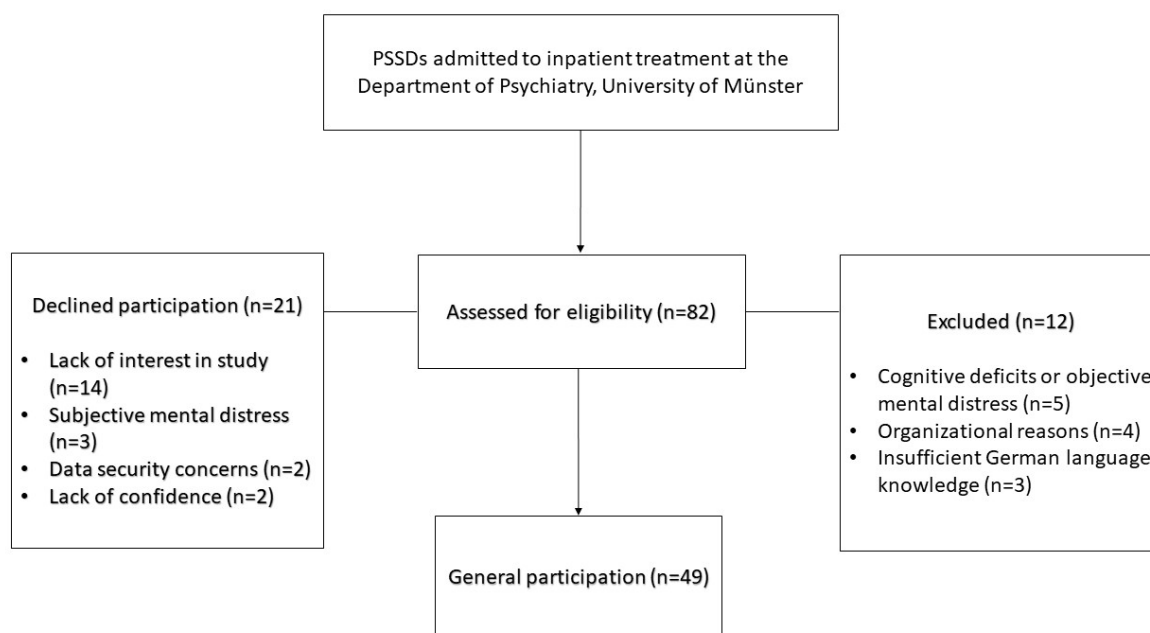 PSSDs admitted to inpatient treatment at the
Department of Psychiatry, University of Münster
Declined participation (n=21)
• Lack of interest in study
(n=14)
• Subjective mental distress
(n=3)
• Data security concerns (n=2)
• Lack of confidence (n=2)
Assessed for eligibility (n=82)
Excluded (n=12)
• Cognitive deficits or objective
mental distress (n=5)
• Organizational reasons (n=4)
• Insufficient German language
knowledge (n=3)
General participation (n=49)